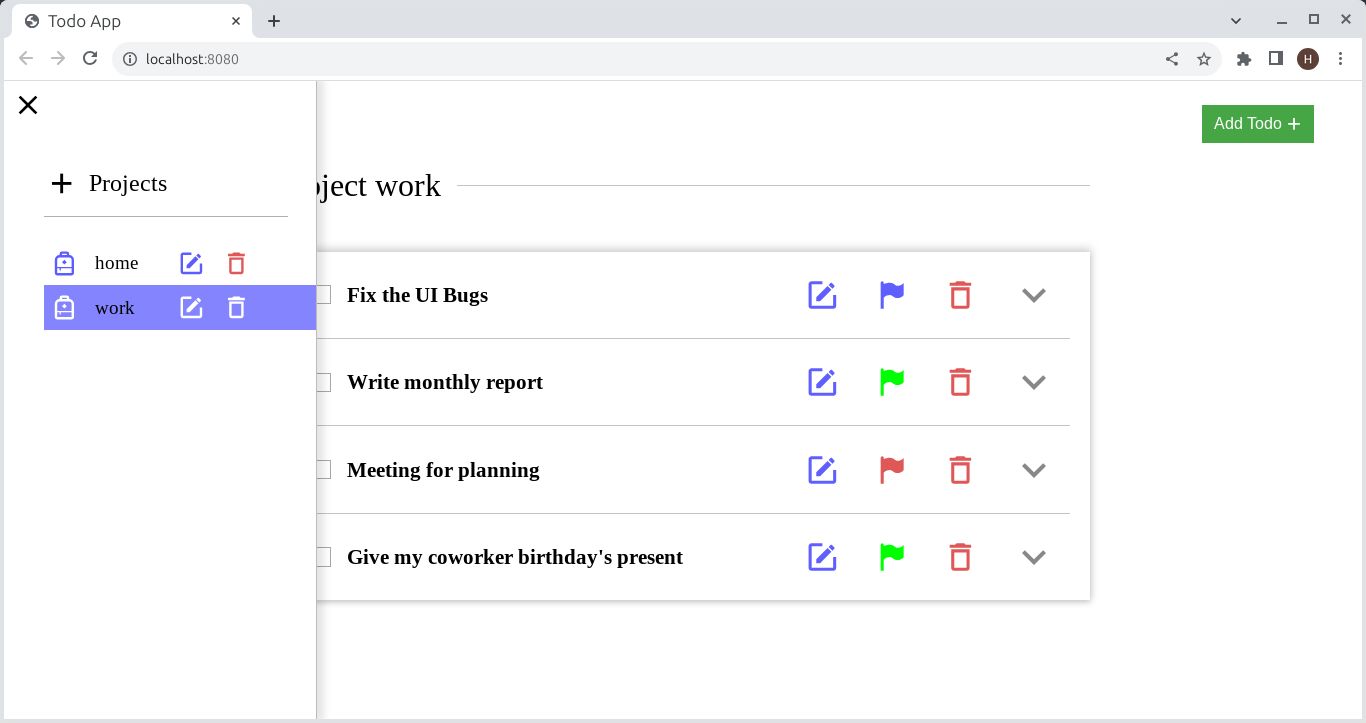 Todo App
localhost:8080
H
Add Todo +
Projects
oject work
home
work
Fix the UI Bugs
Write monthly report
Meeting for planning
Give my coworker birthday's present